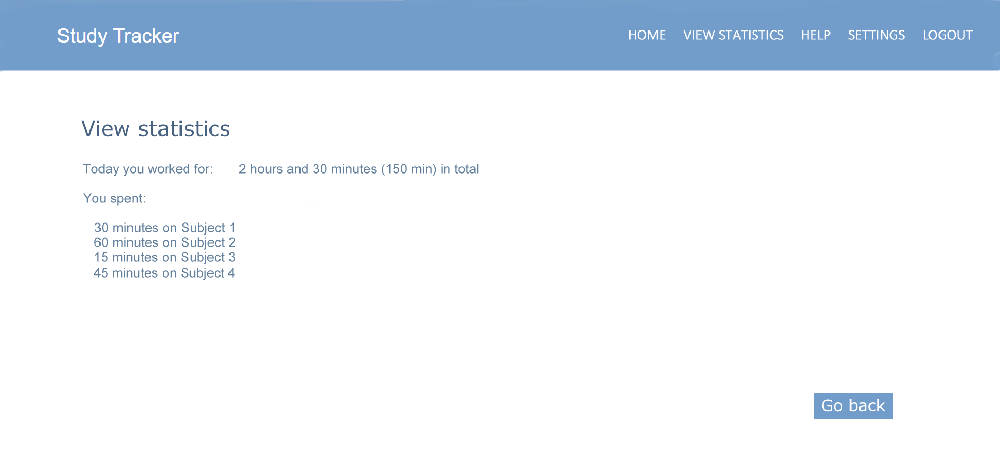 Study Tracker
HOME VIEW STATISTICS HELP SETTINGS LOGOUT
View statistics
Today you worked for: 2 hours and 30 minutes (150 min) in total
You spent:
30 minutes on Subject 1
60 minutes on Subject 2
15 minutes on Subject 3
45 minutes on Subject 4
Go back